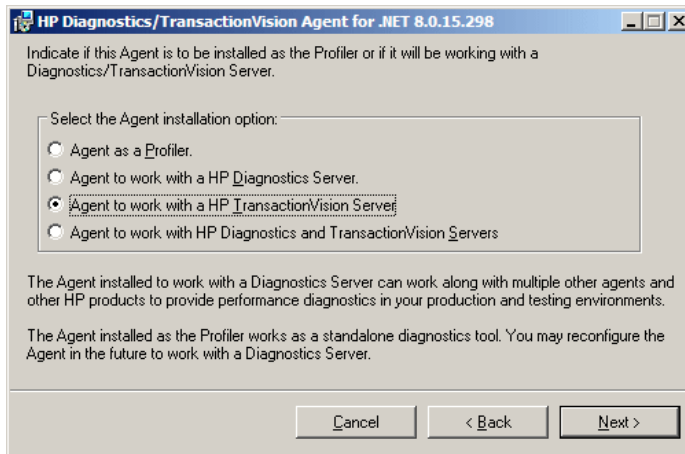 HP Diagnostics/TransactionVision Agent for .NET 8.0.15.298
Indicate if this Agent is to be installed as the Profiler or if it will be working with a
Diagnostics/TransactionVision Server.
Select the Agent installation option:
Agent as a Profiler.
Agent to work with a HP Diagnostics Server.
Agent to work with a HP TransactionVision Server
Agent to work with HP Diagnostics and TransactionVision Servers
The Agent installed to work with a Diagnostics Server can work along with multiple other agents and
other HP products to provide performance diagnostics in your production and testing environments.
The Agent installed as the Profiler works as a standalone diagnostics tool. You may reconfigure the
Agent in the future to work with a Diagnostics Server.
Cancel
< Back
Next >